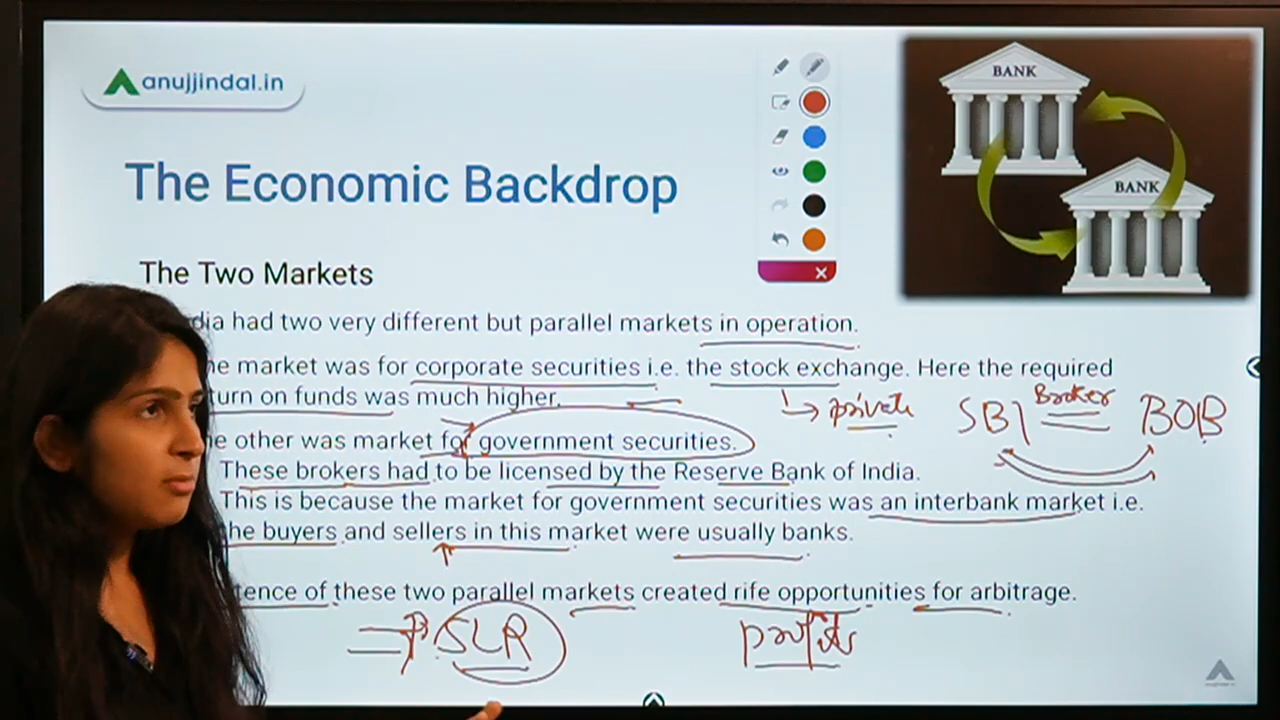 anujjindal.in
BANK
BANK
The Economic Backdrop
The Two Markets
dia had two very different but parallel markets in operation.
e market was for corporate securities i.e. the stock exchange. Here the required
turn on funds was much higher.
private
SBI Broker BOB
e other was market for government securities.
These brokers had to be licensed by the Reserve Bank of India.
This is because the market for government securities was an interbank market i.e.
he buyers and sellers in this market were usually banks.
tence of these two parallel markets created rife opportunities for arbitrage.
SLR
profits